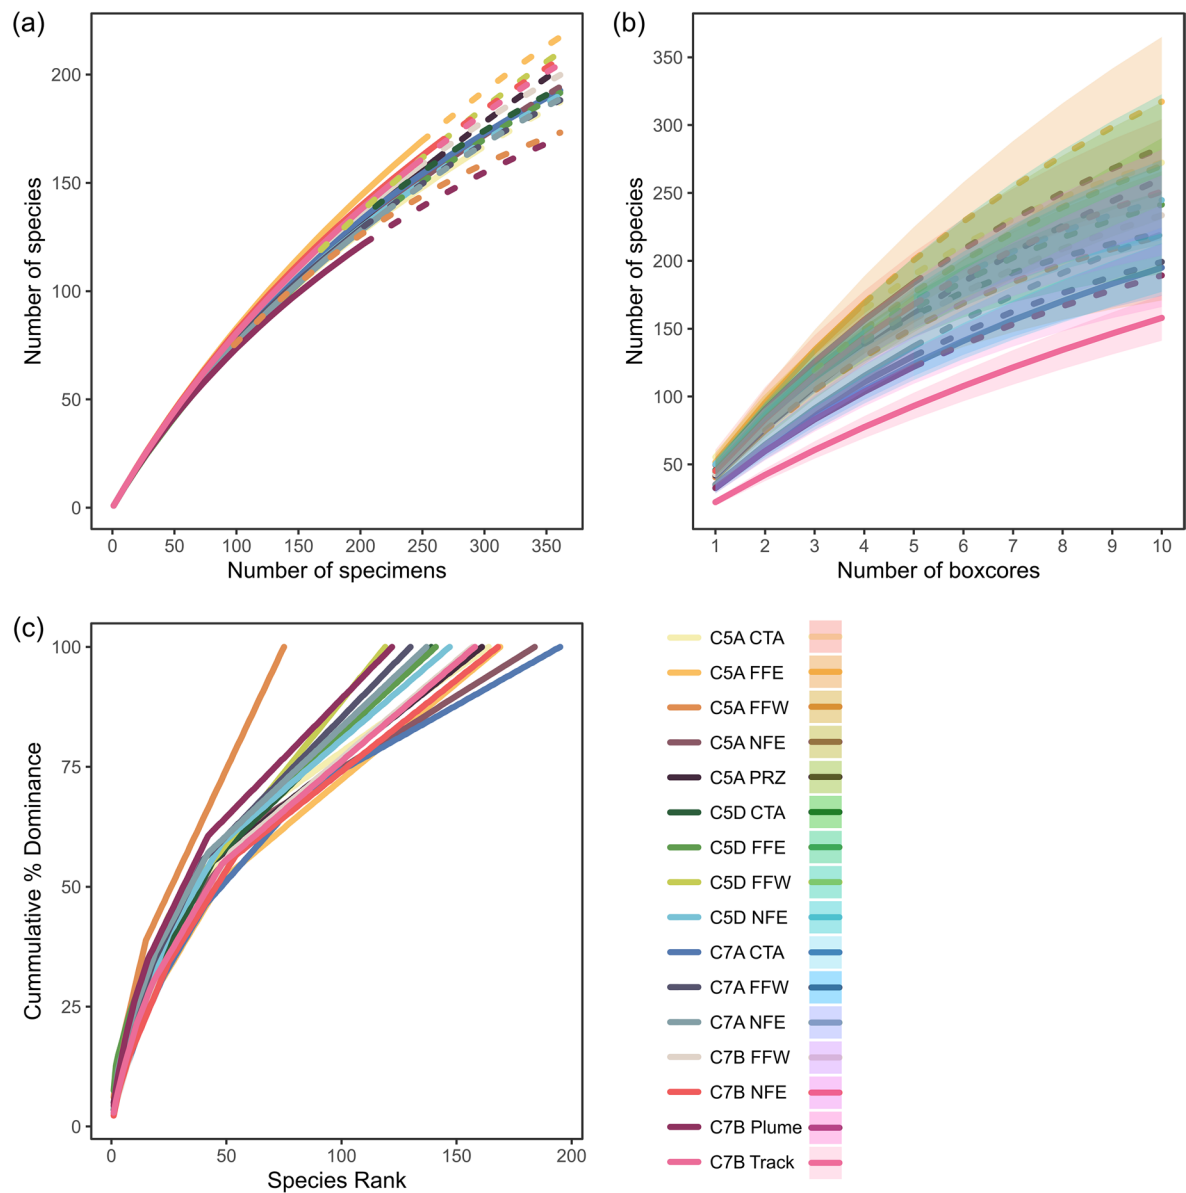 (a)
Number of species
200
150
100
50
0
0 50 100 150 200 250 300 350
Number of specimens
(b)
Number of species
350
300
250
200
150
100
50
1 2 3 4 5 6 7 8 9 10
Number of boxcores
(c)
Cummulative % Dominance
100
75
50
25
0
0 50 100 150 200
Species Rank
C5A CTA
C5A FFE
C5A FFW
C5A NFE
C5A PRZ
C5D CTA
C5D FFE
C5D FFW
C5D NFE
C7A CTA
C7A FFW
C7A NFE
C7B FFW
C7B NFE
C7B Plume
C7B Track